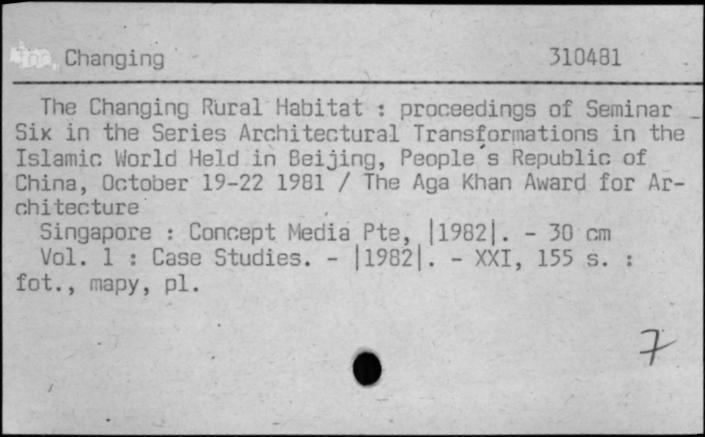 Changing 310481
The Changing Rural Habitat : proceedings of Seminar
Six in the Series Architectural Transformations in the
Islamic World Held in Beijing, People's Republic of
China, October 19-22 1981 / The Aga Khan Award for Ar-
chitecture
Singapore : Concept Media Pte, |1982|. - 30 cm
Vol. 1 : Case Studies. - |1982|. - XXI, 155 s. :
fot., mapy, pl.
7